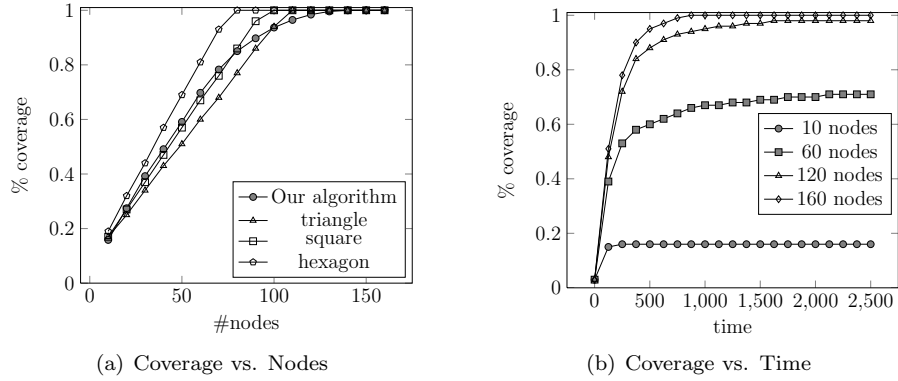 1
0.8
0.6
0.4
0.2
0
% coverage
0
50
100
150
#nodes
Our algorithm
triangle
square
hexagon
(a) Coverage vs. Nodes
1
0.8
0.6
0.4
0.2
0
% coverage
0
500
1,000
1,500
2,000
2,500
time
10 nodes
60 nodes
120 nodes
160 nodes
(b) Coverage vs. Time